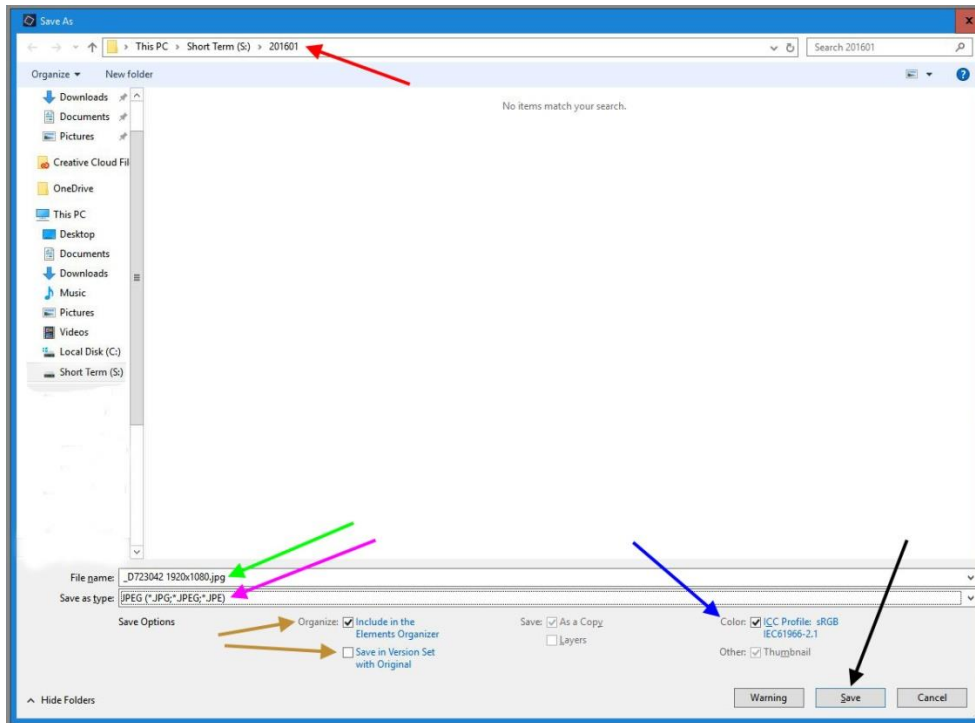 Save As
This PC > Short Term (S:) > 201601
Search 201601
Organize
New folder
No items match your search.
Downloads
Documents
Pictures
Creative Cloud Fil
OneDrive
This PC
Desktop
Documents
Downloads
Music
Pictures
Videos
Local Disk (C:)
Short Term (S:)
File name: _D723042 1920x1080.jpg
Save as type: JPEG (*.JPG;*.JPEG;*.JPE)
Save Options
Organize: Include in the
Elements Organizer
Save in Version Set
with Original
Save: As a Copy
Layers
Color: ICC Profile: sRGB
IEC61966-2.1
Other: Thumbnail
Hide Folders
Warning
Save
Cancel